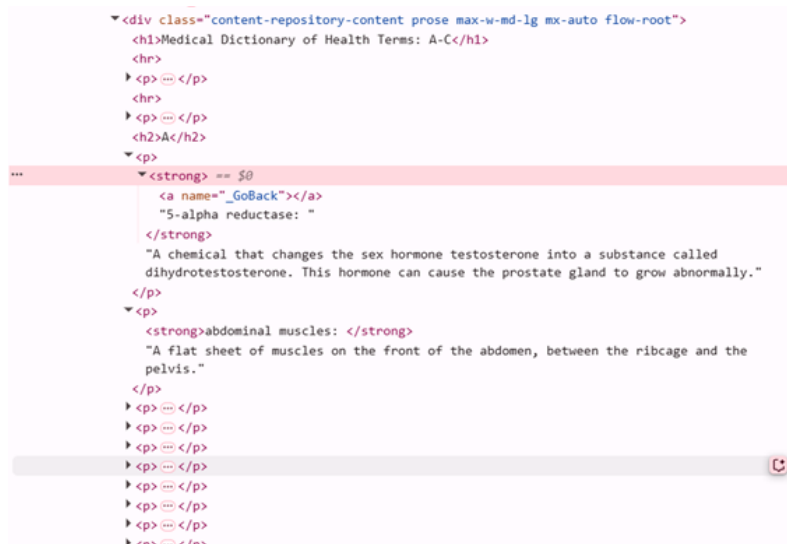 <div class="content-repository-content prose max-w-md-lg mx-auto flow-root">
<h1>Medical Dictionary of Health Terms: A-C</h1>
<hr>
<p> … </p>
<hr>
<p> … </p>
<h2>A</h2>
<p>
<strong> == $0
<a name="_GoBack"></a>
"5-alpha reductase: "
</strong>
"A chemical that changes the sex hormone testosterone into a substance called
dihydrotestosterone. This hormone can cause the prostate gland to grow abnormally."
</p>
<p>
<strong>abdominal muscles: </strong>
"A flat sheet of muscles on the front of the abdomen, between the ribcage and the
pelvis."
</p>
<p> … </p>
<p> … </p>
<p> … </p>
<p> … </p>
<p> … </p>
<p> … </p>
<p> … </p>
<p> … </p>